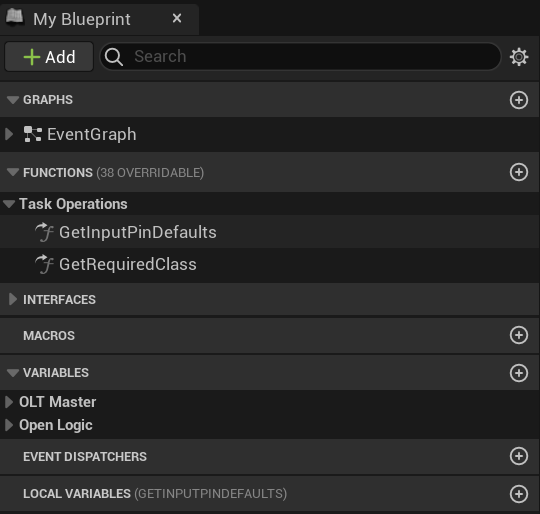 My Blueprint
Add
Search
GRAPHS
EventGraph
FUNCTIONS (38 OVERRIDABLE)
Task Operations
GetInputPinDefaults
GetRequiredClass
INTERFACES
MACROS
VARIABLES
OLT Master
Open Logic
EVENT DISPATCHERS
LOCAL VARIABLES (GETINPUTPINDEFAULTS)